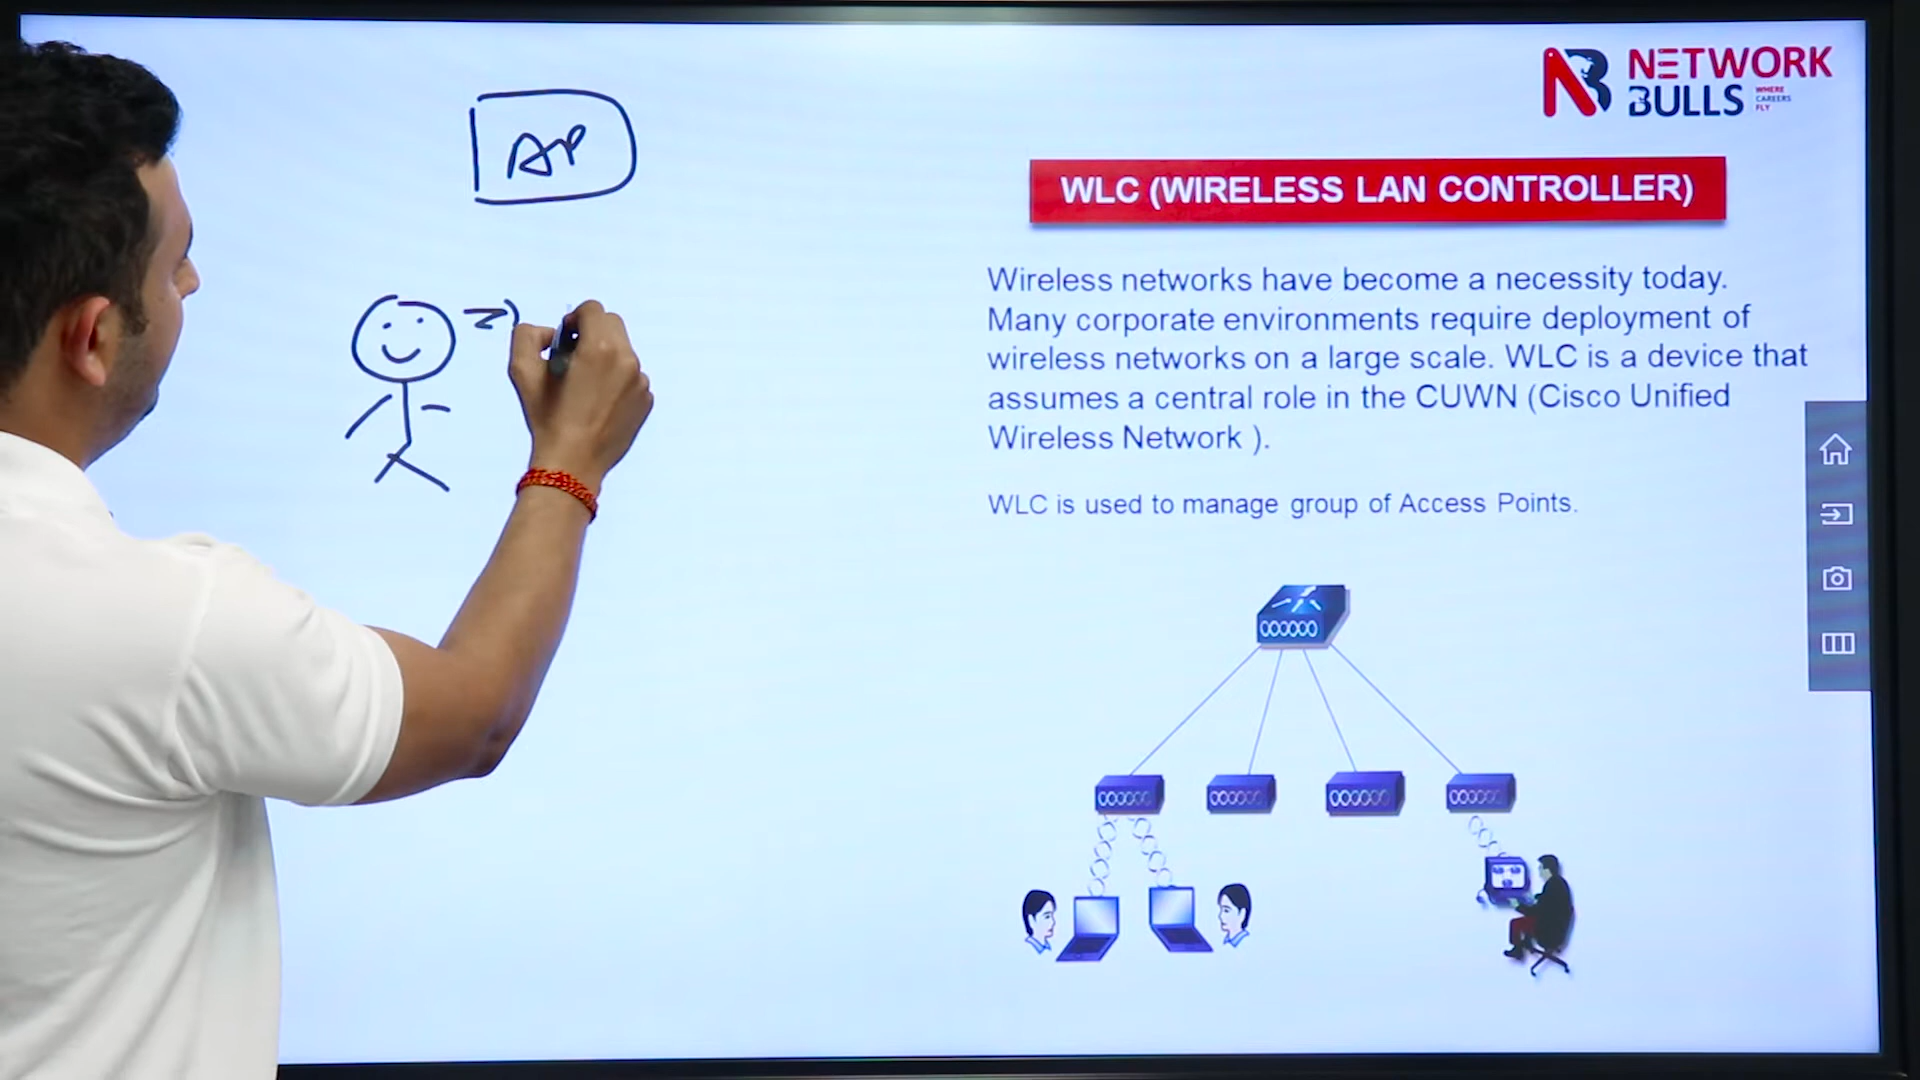 AP
NETWORK
BULLS
WHERE
CAREERS
FLY
WLC (WIRELESS LAN CONTROLLER)
Wireless networks have become a necessity today.
Many corporate environments require deployment of
wireless networks on a large scale. WLC is a device that
assumes a central role in the CUWN (Cisco Unified
Wireless Network ).
WLC is used to manage group of Access Points.